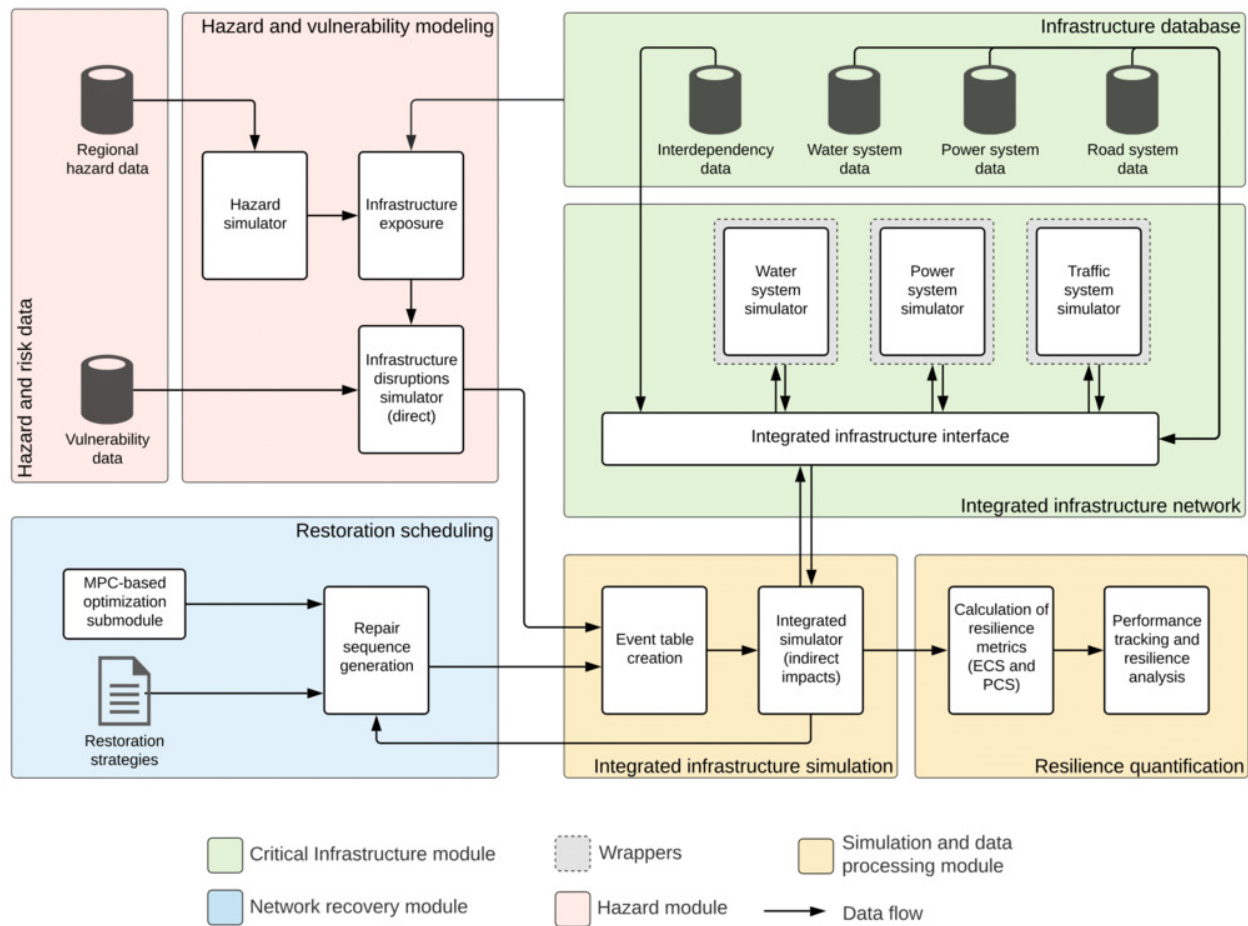 Hazard and vulnerability modeling
Infrastructure database
Regional
hazard data
Interdependency
data
Water system
data
Power system
data
Road system
data
Hazard
simulator
Infrastructure
exposure
Water
system
simulator
Power
system
simulator
Traffic
system
simulator
Infrastructure
disruptions
simulator
(direct)
Vulnerability
data
Hazard and risk data
Integrated infrastructure interface
Integrated infrastructure network
Restoration scheduling
MPC-based
optimization
submodule
Repair
sequence
generation
Restoration
strategies
Event table
creation
Integrated
simulator
(indirect
impacts)
Calculation of
resilience
metrics
(ECS and
PCS)
Performance
tracking and
resilience
analysis
Integrated infrastructure simulation
Resilience quantification
Critical Infrastructure module
Wrappers
Simulation and data
processing module
Network recovery module
Hazard module
Data flow